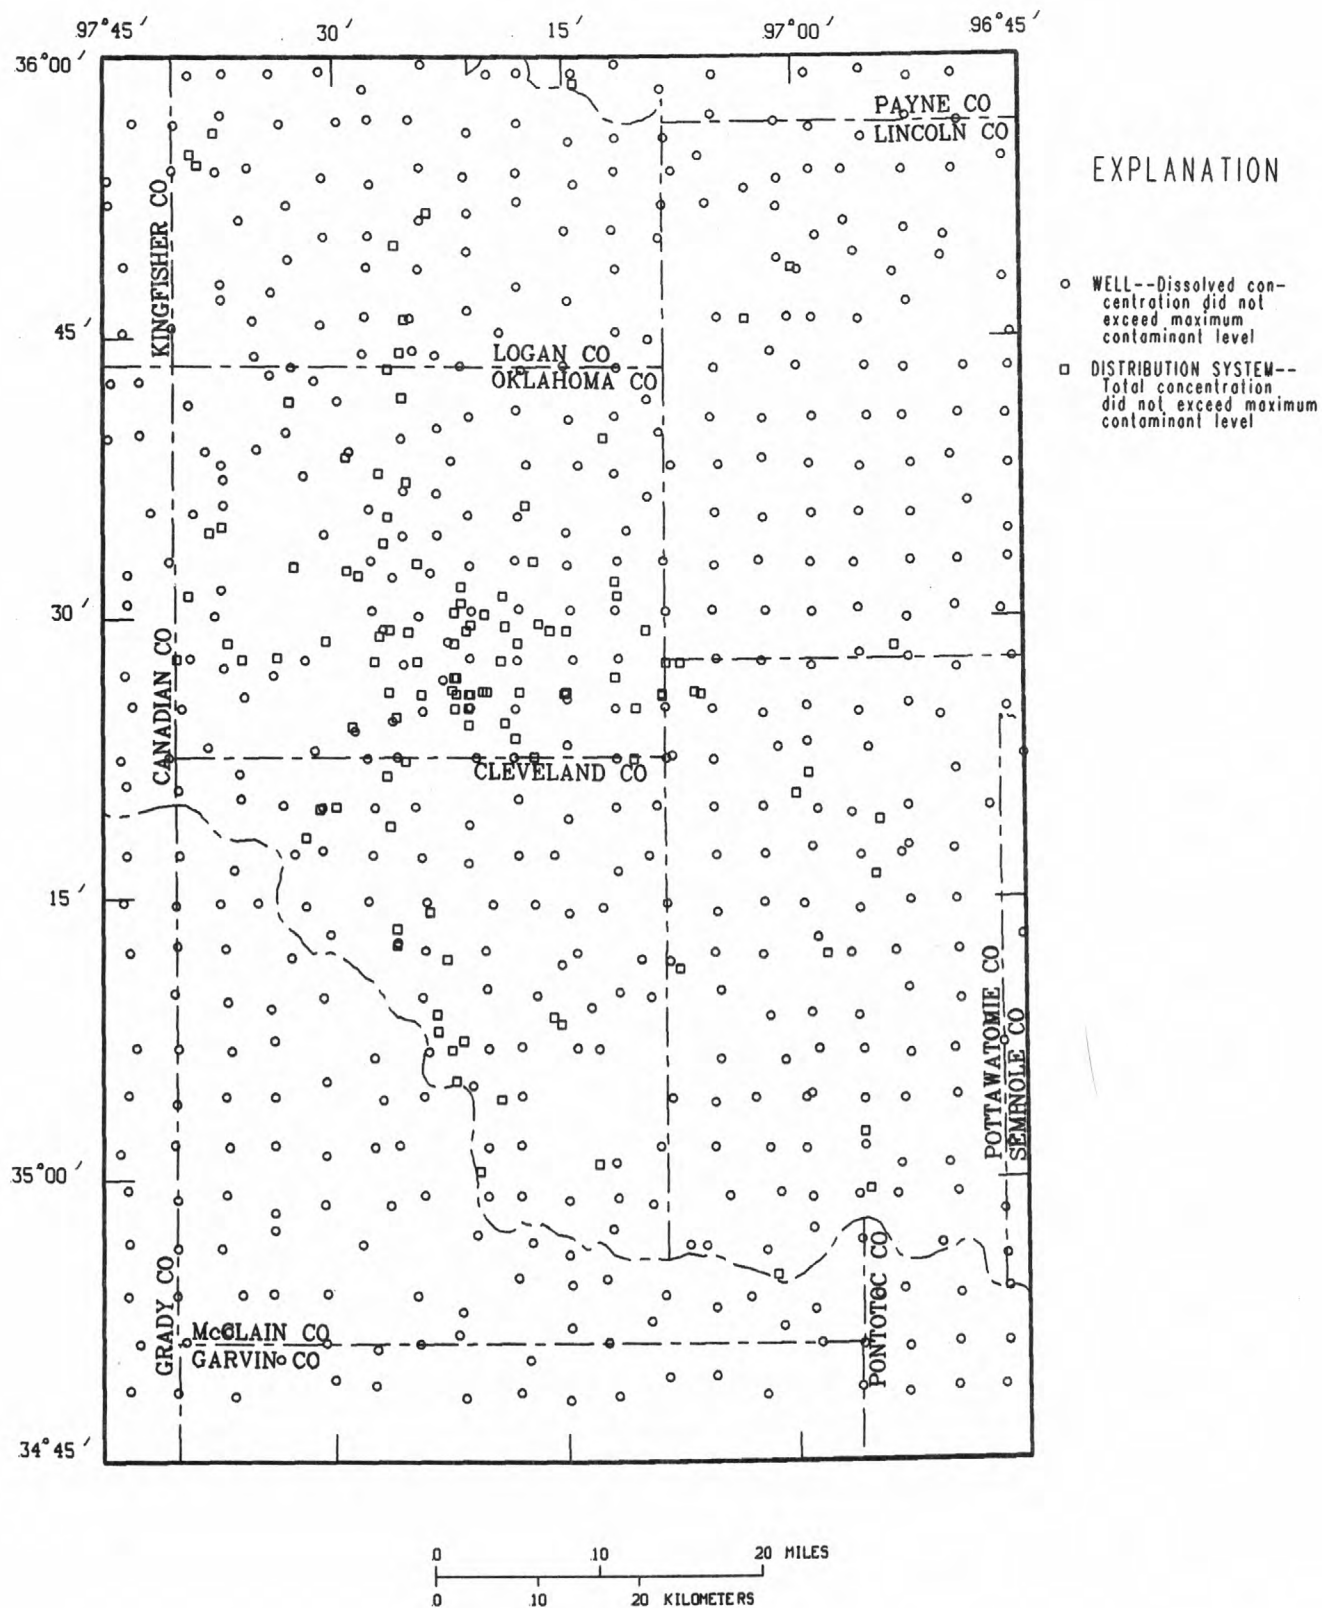 97°45′ 30′ 15′ 97°00′ 96°45′
36°00′
PAYNE CO
LINCOLN CO
EXPLANATION
KINGFISHER CO
WELL--Dissolved con-
centration did not
exceed maximum
contaminant level
DISTRIBUTION SYSTEM--
Total concentration
did not exceed maximum
contaminant level
45′
LOGAN CO
OKLAHOMA CO
30′
CANADIAN CO
CLEVELAND CO
15′
POTTAWATOMIE CO
SEMINOLE CO
35°00′
GRADY CO
McCLAIN CO
GARVIN CO
PONTOTOC CO
34°45′
0 10 20 MILES
0 10 20 KILOMETERS